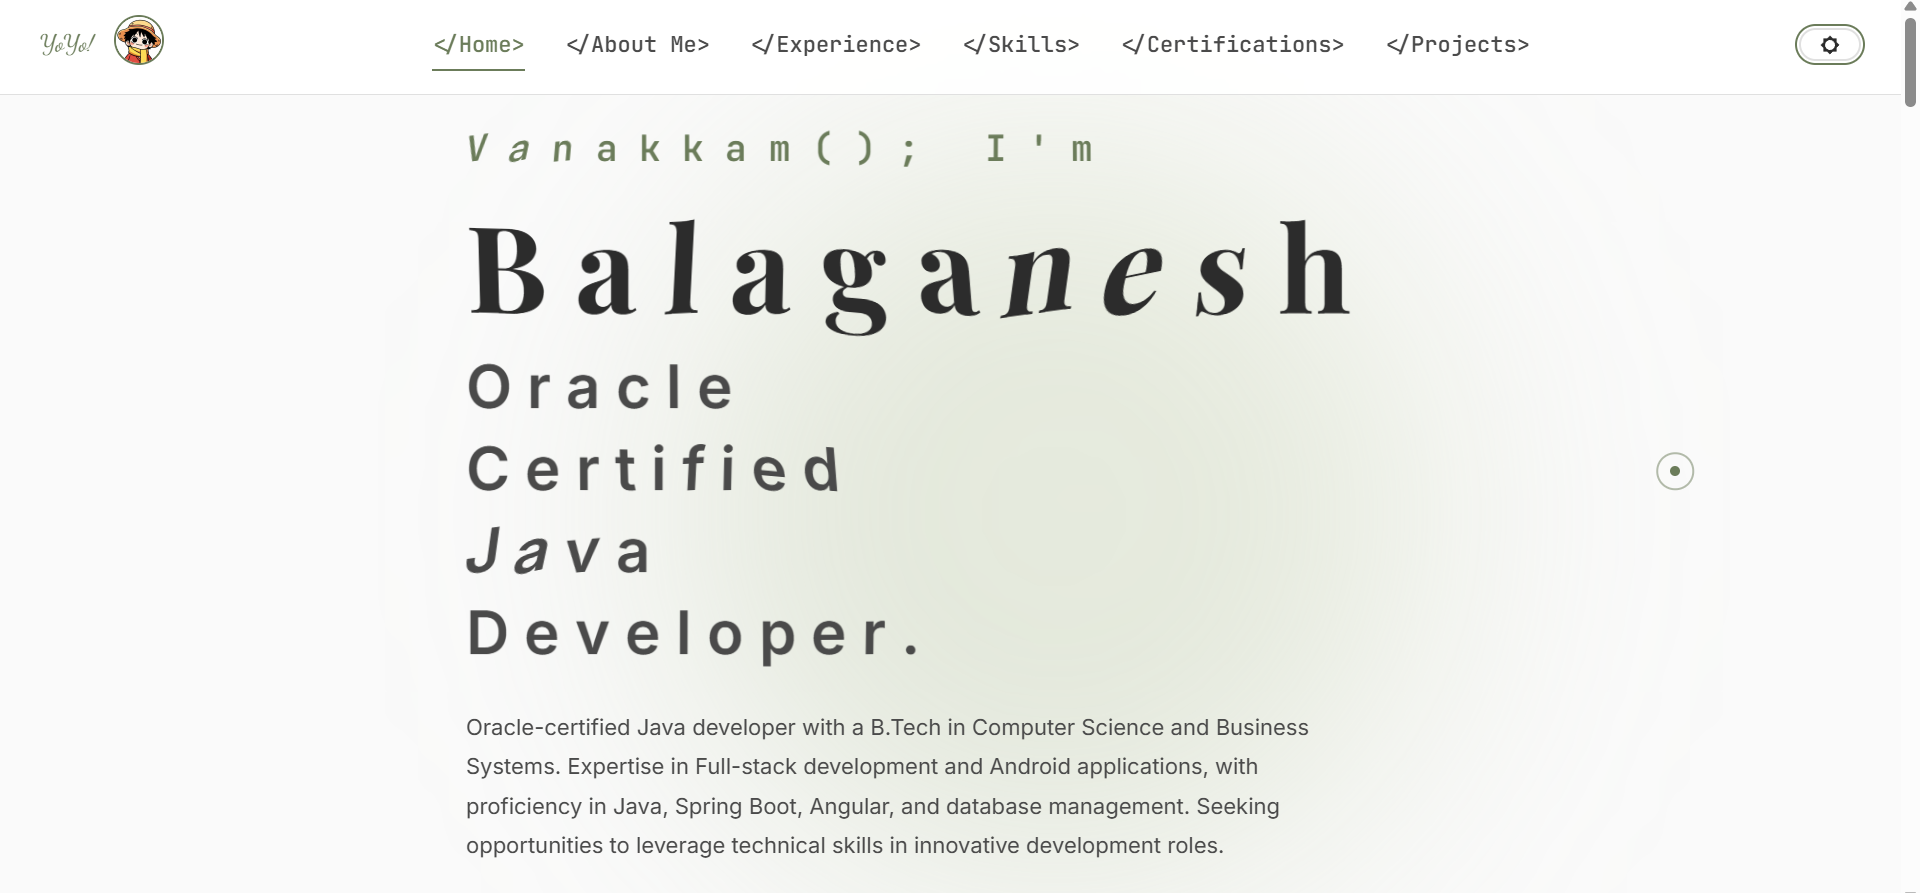 YoYo!
</Home>
</About Me>
</Experience>
</Skills>
</Certifications>
</Projects>
Vanakkam(); I'm
Balaganesh
Oracle
Certified
Java
Developer.
Oracle-certified Java developer with a B.Tech in Computer Science and Business
Systems. Expertise in Full-stack development and Android applications, with
proficiency in Java, Spring Boot, Angular, and database management. Seeking
opportunities to leverage technical skills in innovative development roles.